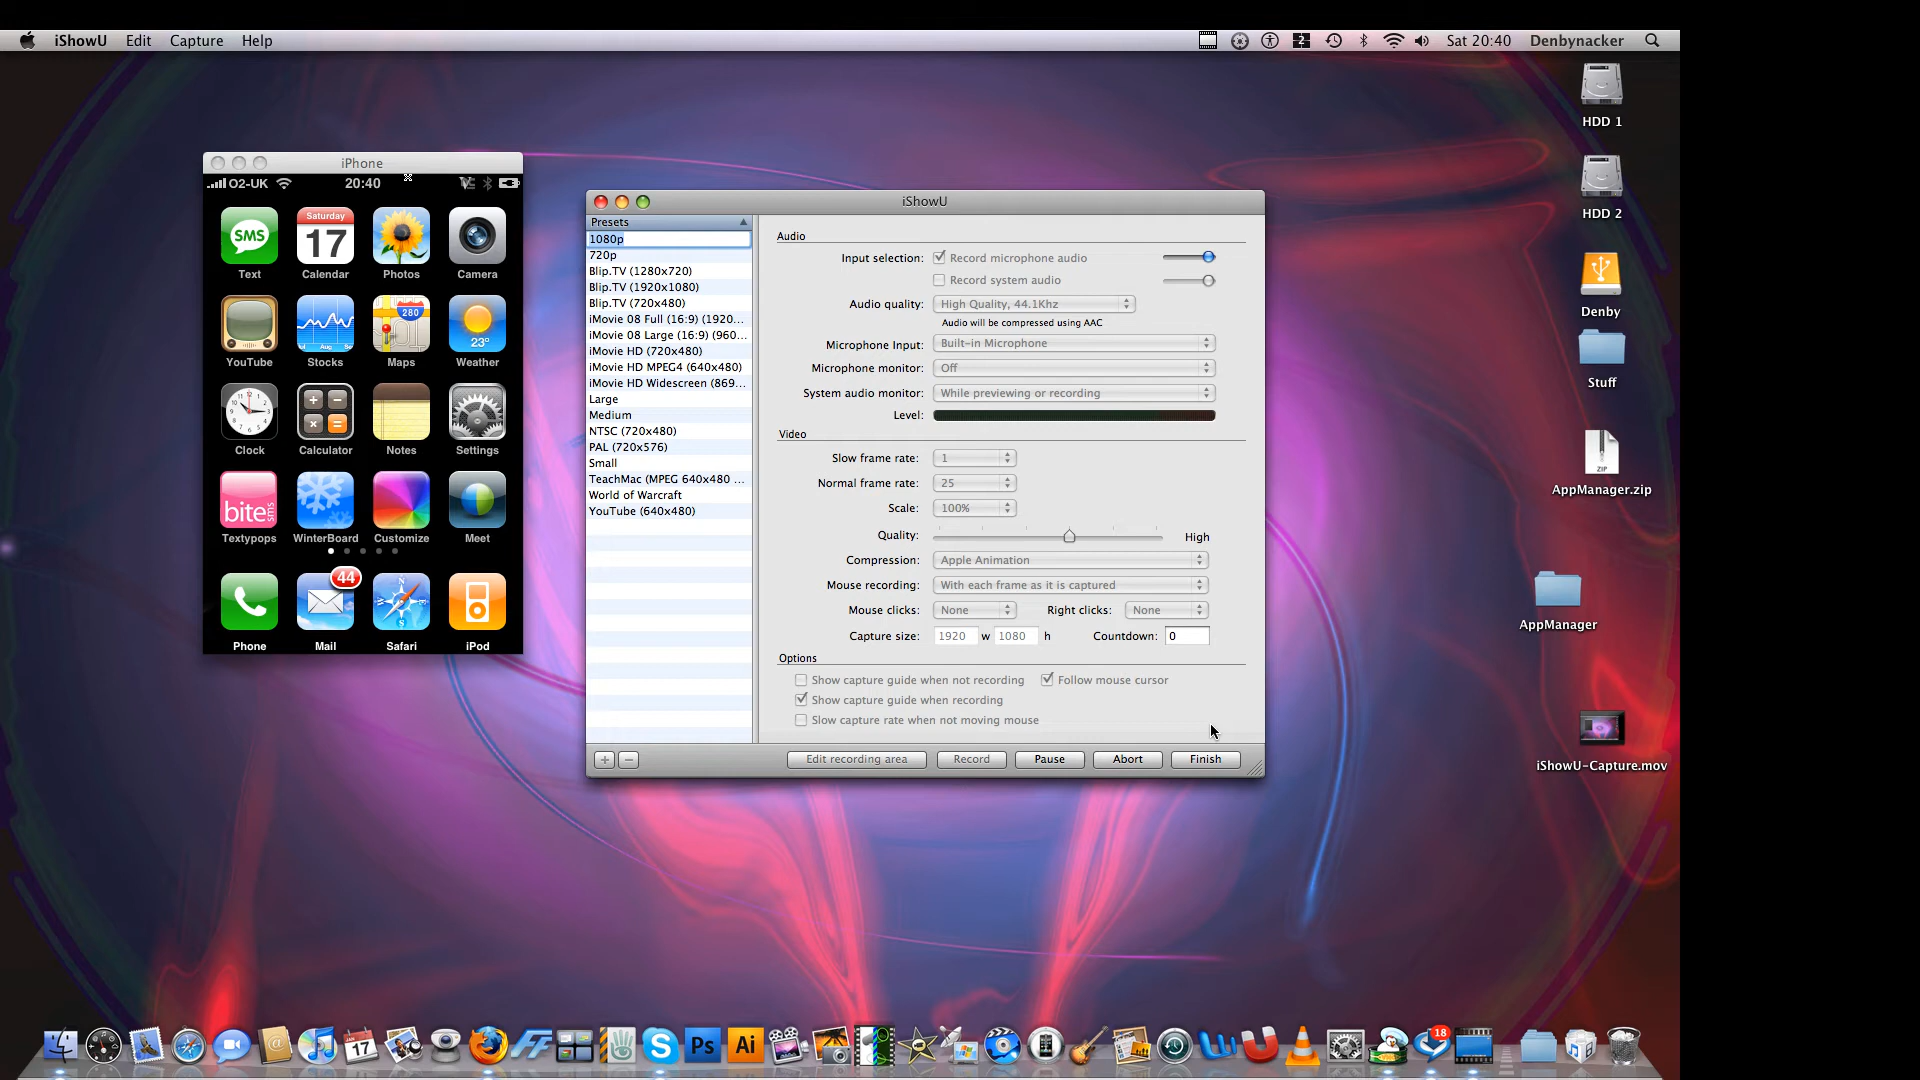 iShowU Edit Capture Help
2 Sat 20:40 Denbynacker
HDD 1
HDD 2
Denby
Stuff
AppManager.zip
ZIP
AppManager
iShowU-Capture.mov
iPhone
O2-UK 20:40
SMS Saturday 17
Text Calendar Photos Camera
280 23°
YouTube Stocks Maps Weather
Clock Calculator Notes Settings
bite sms
Textypops WinterBoard Customize Meet
44
Phone Mail Safari iPod
iShowU
Presets
1080p
720p
Blip.TV (1280x720)
Blip.TV (1920x1080)
Blip.TV (720x480)
iMovie 08 Full (16:9) (1920...
iMovie 08 Large (16:9) (960...
iMovie HD (720x480)
iMovie HD MPEG4 (640x480)
iMovie HD Widescreen (869...
Large
Medium
NTSC (720x480)
PAL (720x576)
Small
TeachMac (MPEG 640x480 ...
World of Warcraft
YouTube (640x480)
Audio
Input selection: Record microphone audio
Record system audio
Audio quality: High Quality, 44.1Khz
Audio will be compressed using AAC
Microphone Input: Built-in Microphone
Microphone monitor: Off
System audio monitor: While previewing or recording
Level:
Video
Slow frame rate: 1
Normal frame rate: 25
Scale: 100%
Quality: High
Compression: Apple Animation
Mouse recording: With each frame as it is captured
Mouse clicks: None Right clicks: None
Capture size: 1920 w 1080 h Countdown: 0
Options
Show capture guide when not recording Follow mouse cursor
Show capture guide when recording
Slow capture rate when not moving mouse
Edit recording area Record Pause Abort Finish
17 Ps Ai 18